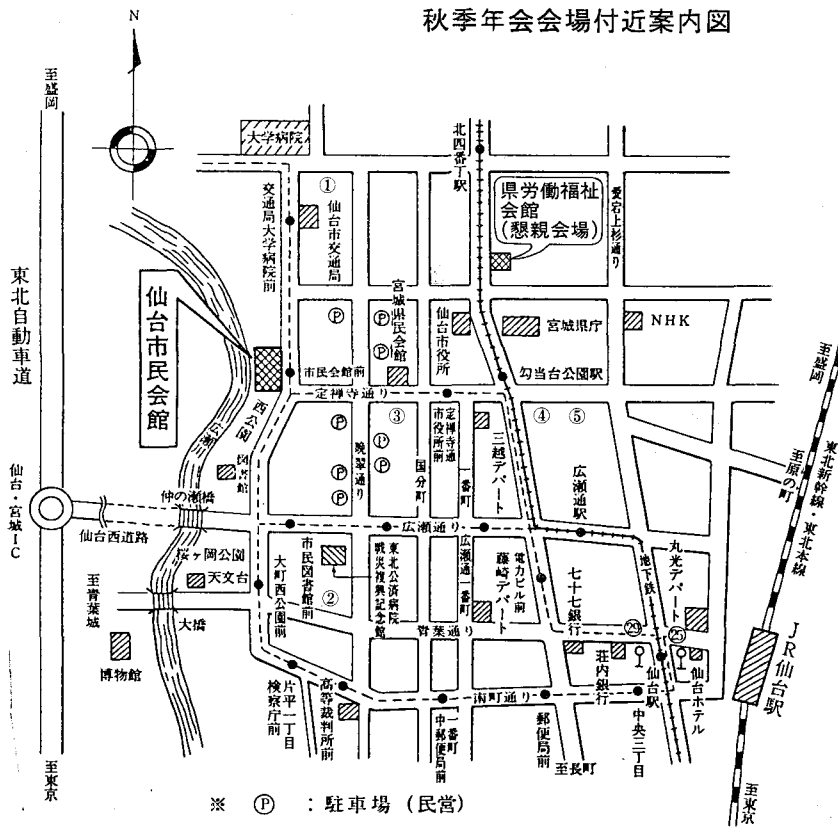 秋季年会会場付近案内図
N
至盛岡
大学病院
北四番丁駅
①
交通局大学病院前
仙台市交通局
県労働福祉
会館
(懇親会場)
愛宕上杉通り
東北自動車道
仙台市民会館
宮城県民会館
仙台市役所
宮城県庁
NHK
Ⓟ
Ⓟ
Ⓟ
市民会館前
勾当台公園駅
至盛岡
定禅寺通り
西公園
Ⓟ
③
Ⓟ
Ⓟ
Ⓟ
定禅寺通
市役所前
④
⑤
三越デパート
広瀬川
図書館
晩翠通り
国分町
一番町
広瀬通駅
至原の町
東北新幹線・東北本線
仙台・宮城IC
仲の瀬橋
仙台西道路
広瀬通り
桜ヶ岡公園
天文台
大町西公園前
市民図書館前
②
東北公済病院
戦災復興記念館
広瀬通一番町
藤崎デパート
電力ビル前
七十七銀行
地下鉄
丸光デパート
至青葉城
大橋
青葉通り
㉙
㉕
博物館
荘内銀行
仙台駅
仙台ホテル
JR仙台駅
片平一丁目
検察庁前
高等裁判所前
南町通り
一番町
中郵便局前
郵便局前
中央三丁目
至長町
至東京
至東京
※ Ⓟ : 駐車場 (民営)